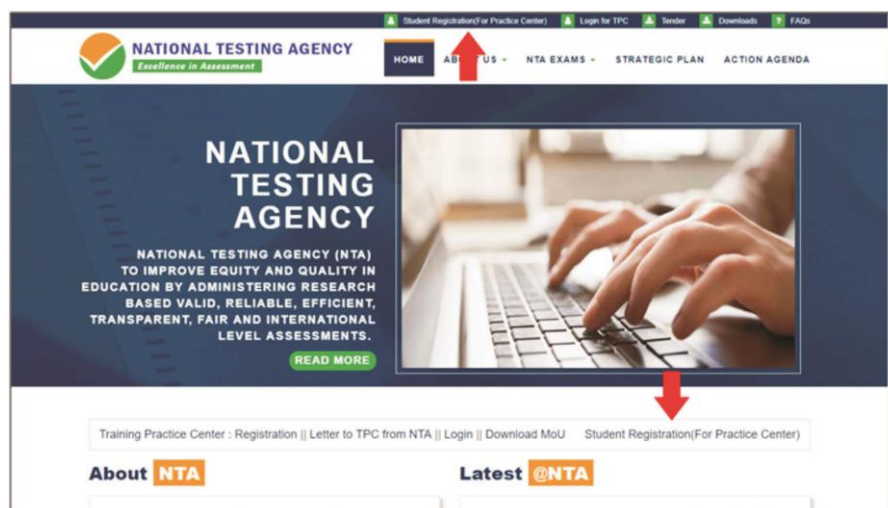 Student Registration(For Practice Center) Login for TPC Tender Downloads ? FAQs
NATIONAL TESTING AGENCY
Excellence in Assessment
HOME ABOUT US NTA EXAMS STRATEGIC PLAN ACTION AGENDA
NATIONAL
TESTING
AGENCY
NATIONAL TESTING AGENCY (NTA)
TO IMPROVE EQUITY AND QUALITY IN
EDUCATION BY ADMINISTERING RESEARCH
BASED VALID, RELIABLE, EFFICIENT,
TRANSPARENT, FAIR AND INTERNATIONAL
LEVEL ASSESSMENTS.
READ MORE
Training Practice Center : Registration || Letter to TPC from NTA || Login || Download MoU Student Registration(For Practice Center)
About NTA
Latest @NTA